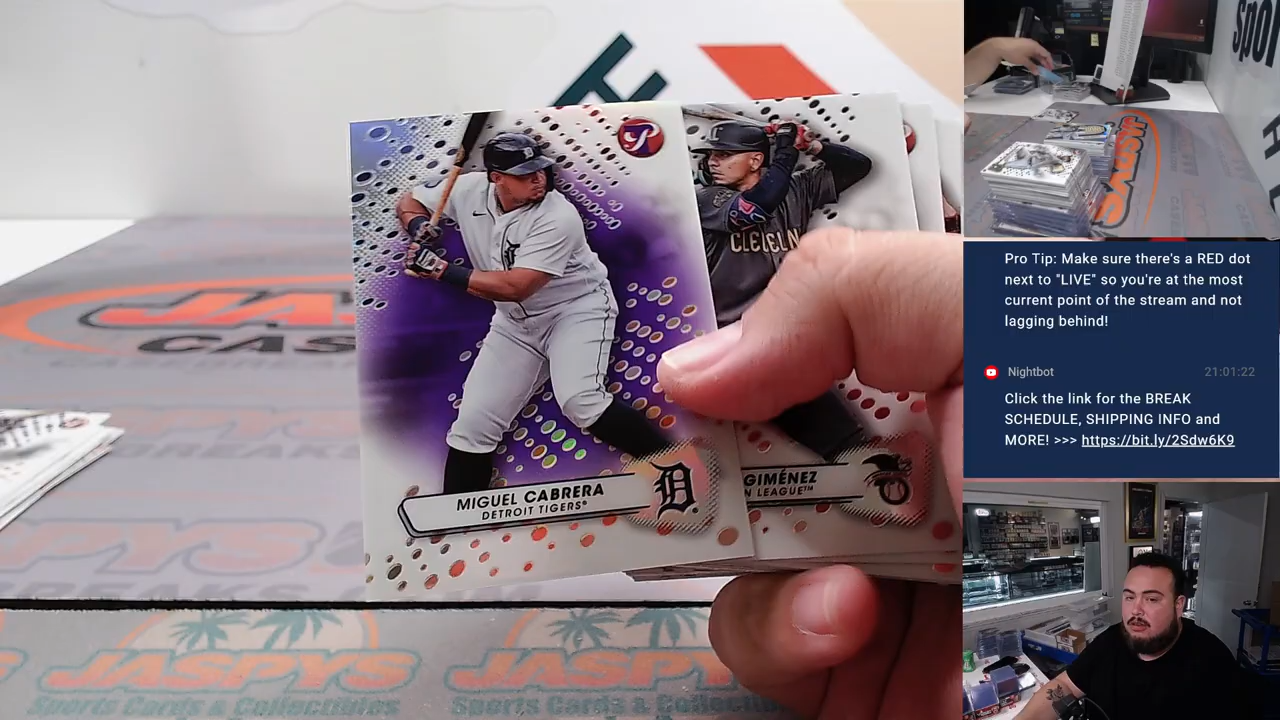 MIGUEL CABRERA
DETROIT TIGERS®
D
GIMÉNEZ
N LEAGUE™
CLEVELN
P
CAS
JASPYS
Sports Cards & Collectibles
JASPYS
JASPYS
Spor
Pro Tip: Make sure there's a RED dot
next to "LIVE" so you're at the most
current point of the stream and not
lagging behind!
Nightbot
21:01:22
Click the link for the BREAK
SCHEDULE, SHIPPING INFO and
MORE! >>> https://bit.ly/2Sdw6K9